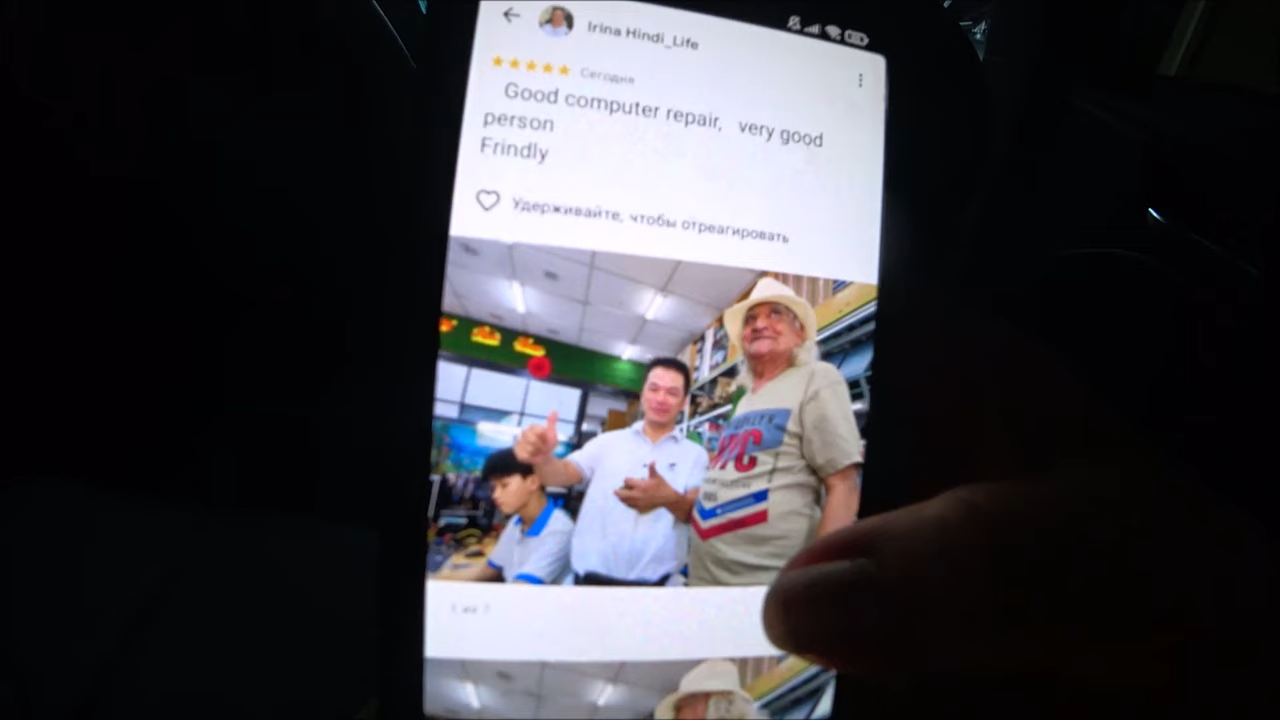 Irina Hindi_Life
Сегодня
Good computer repair, very good
person
Frindly
Удерживайте, чтобы отреагировать